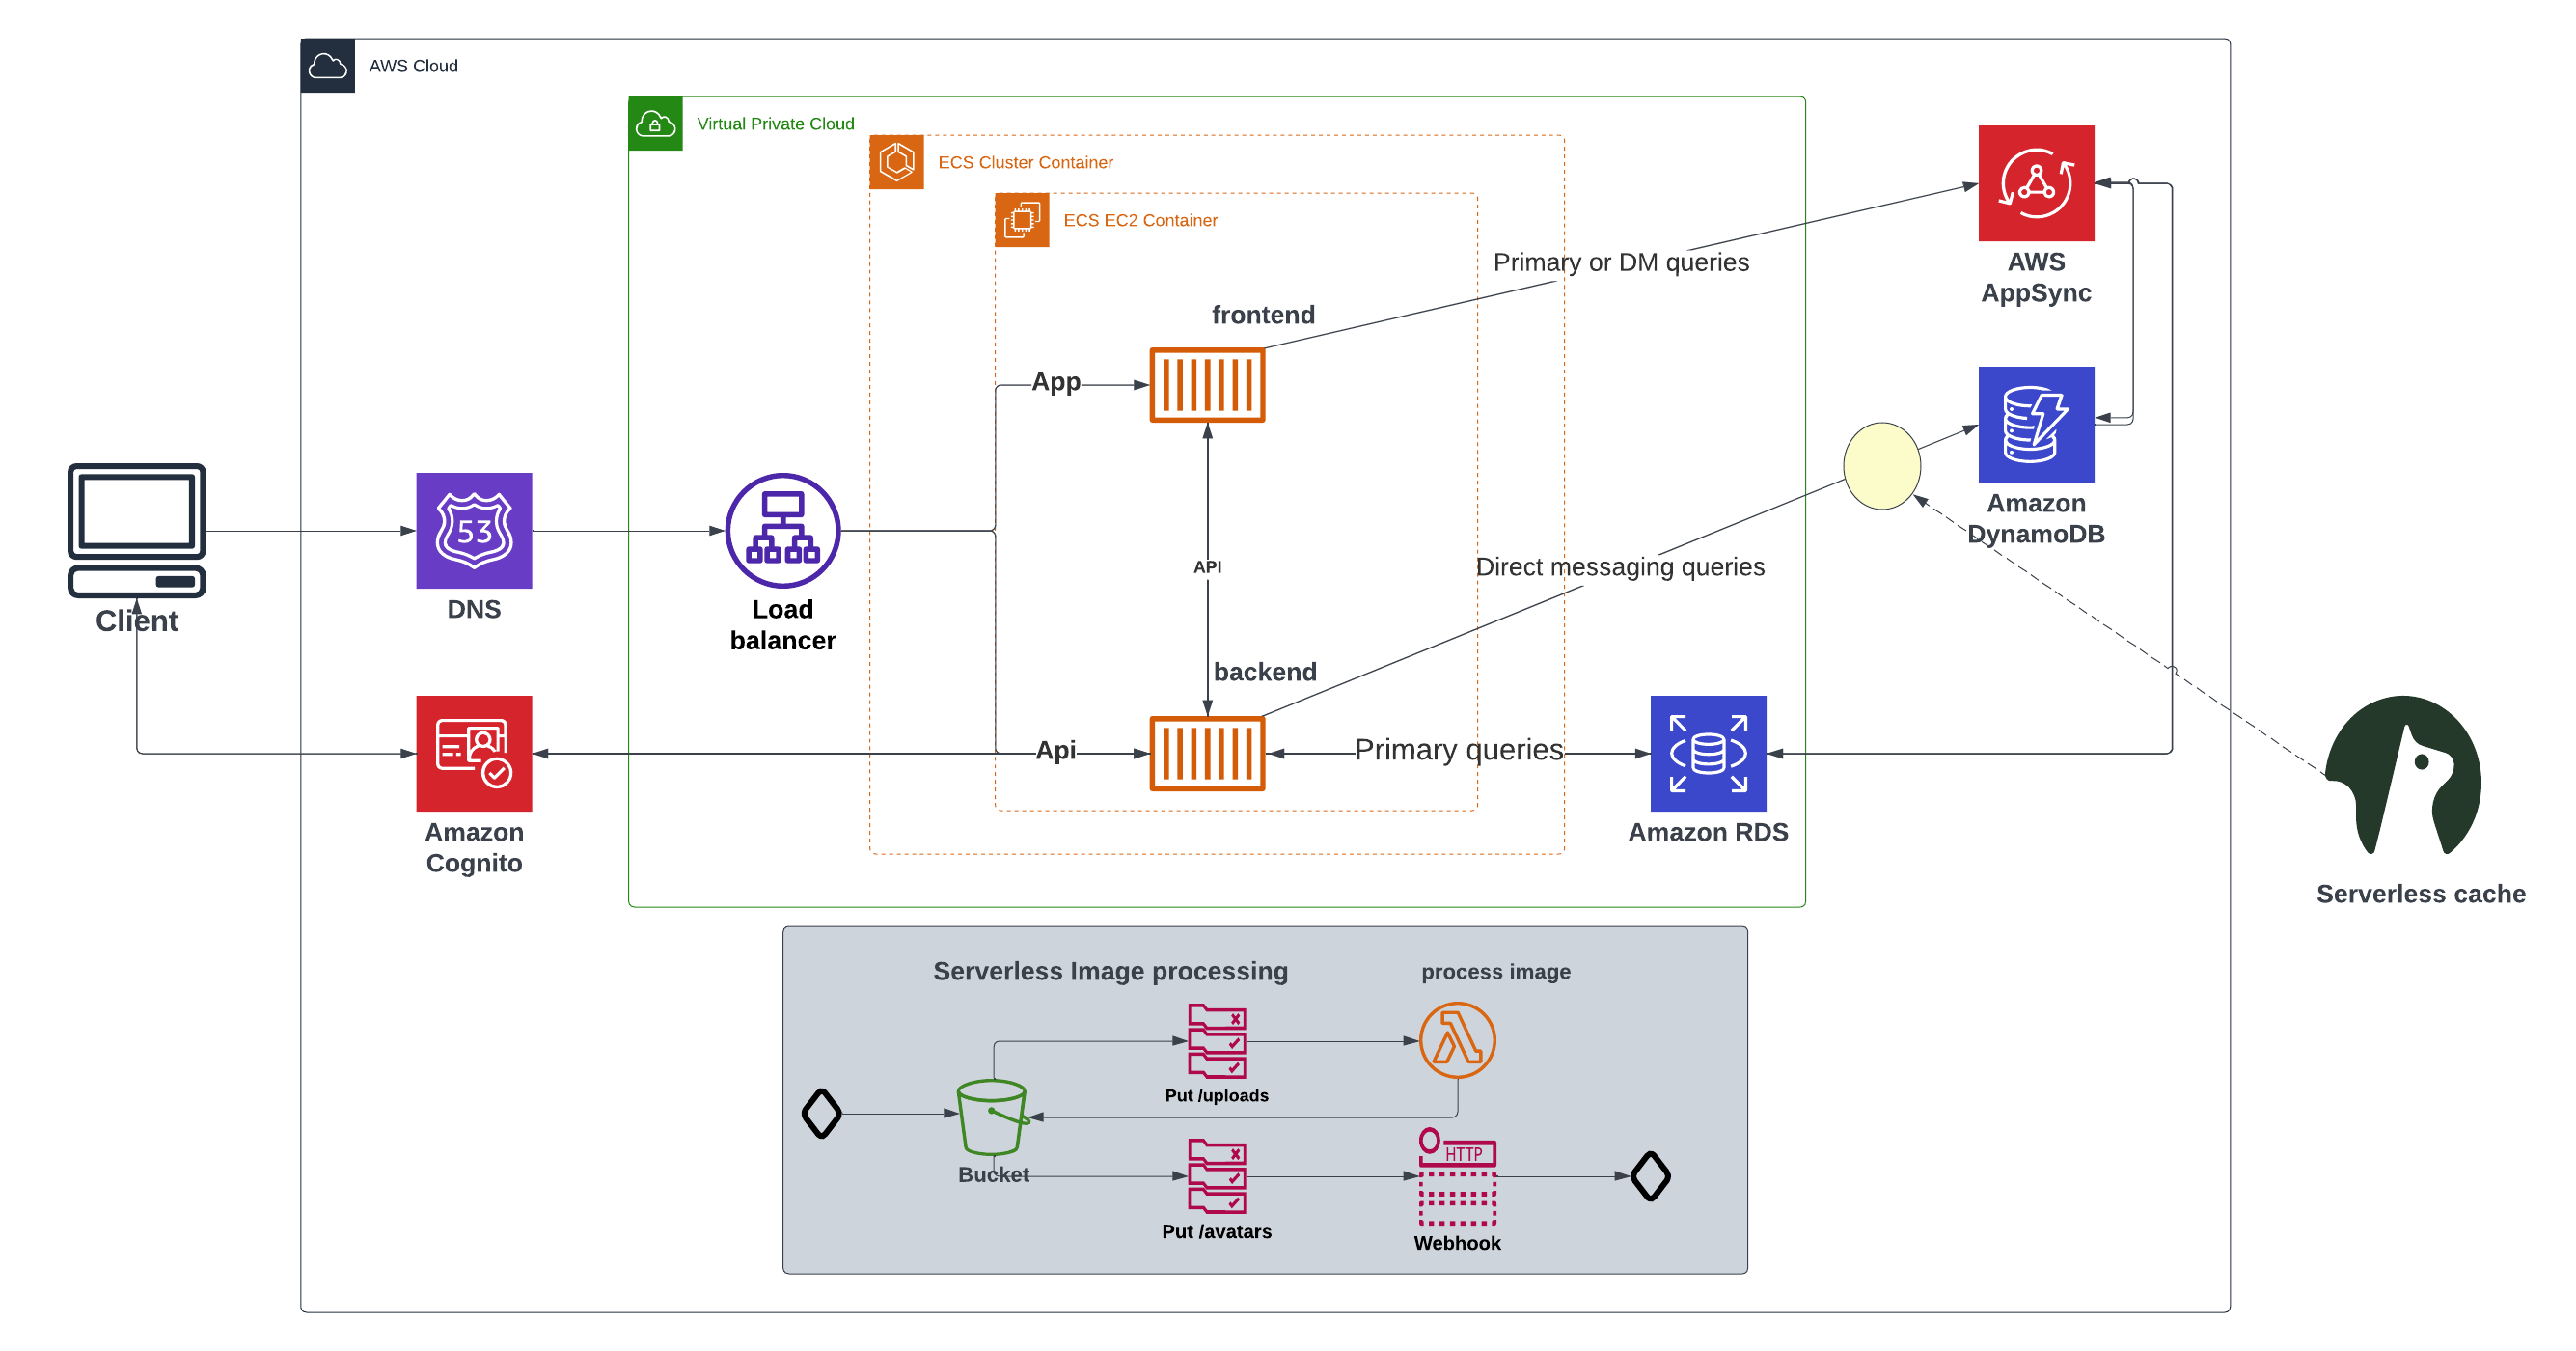 AWS Cloud
Virtual Private Cloud
ECS Cluster Container
ECS EC2 Container
Primary or DM queries
AWS
AppSync
frontend
App
53
Client
DNS
Load
balancer
API
Direct messaging queries
Amazon
DynamoDB
backend
Api
Primary queries
Amazon
Cognito
Amazon RDS
Serverless cache
Serverless Image processing
process image
Put /uploads
Bucket
HTTP
Put /avatars
Webhook